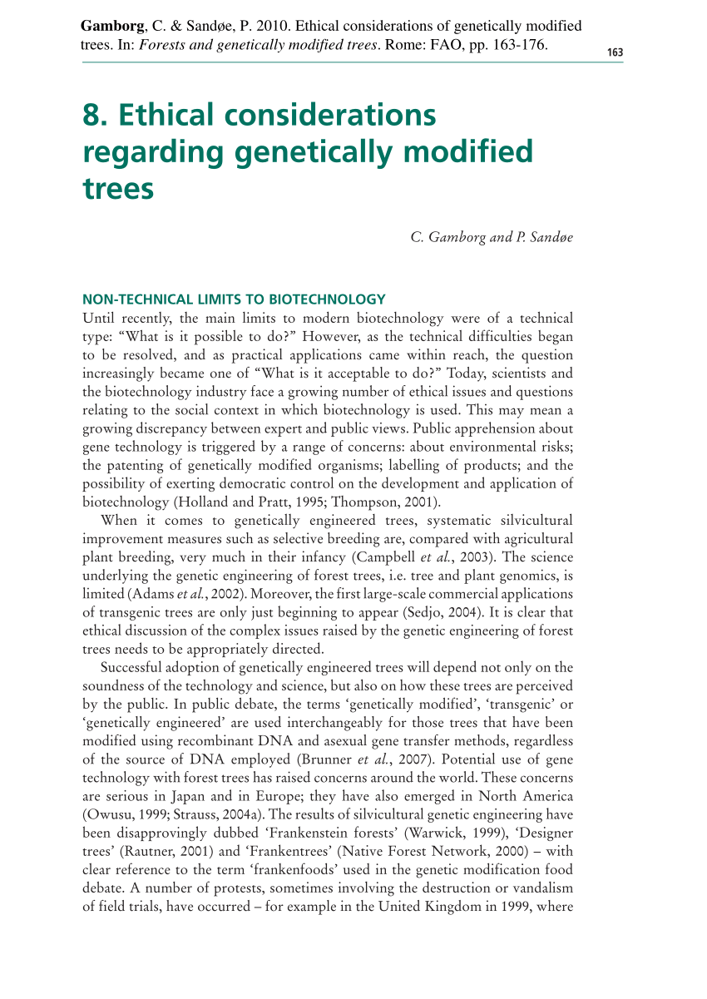 Gamborg, C. & Sandøe, P. 2010. Ethical considerations of genetically modified
trees. In: Forests and genetically modified trees. Rome: FAO, pp. 163-176.
163
8. Ethical considerations
regarding genetically modified
trees
C. Gamborg and P. Sandøe
NON-TECHNICAL LIMITS TO BIOTECHNOLOGY
Until recently, the main limits to modern biotechnology were of a technical
type: “What is it possible to do?” However, as the technical difficulties began
to be resolved, and as practical applications came within reach, the question
increasingly became one of “What is it acceptable to do?” Today, scientists and
the biotechnology industry face a growing number of ethical issues and questions
relating to the social context in which biotechnology is used. This may mean a
growing discrepancy between expert and public views. Public apprehension about
gene technology is triggered by a range of concerns: about environmental risks;
the patenting of genetically modified organisms; labelling of products; and the
possibility of exerting democratic control on the development and application of
biotechnology (Holland and Pratt, 1995; Thompson, 2001).
When it comes to genetically engineered trees, systematic silvicultural
improvement measures such as selective breeding are, compared with agricultural
plant breeding, very much in their infancy (Campbell et al., 2003). The science
underlying the genetic engineering of forest trees, i.e. tree and plant genomics, is
limited (Adams et al., 2002). Moreover, the first large-scale commercial applications
of transgenic trees are only just beginning to appear (Sedjo, 2004). It is clear that
ethical discussion of the complex issues raised by the genetic engineering of forest
trees needs to be appropriately directed.
Successful adoption of genetically engineered trees will depend not only on the
soundness of the technology and science, but also on how these trees are perceived
by the public. In public debate, the terms ‘genetically modified’, ‘transgenic’ or
‘genetically engineered’ are used interchangeably for those trees that have been
modified using recombinant DNA and asexual gene transfer methods, regardless
of the source of DNA employed (Brunner et al., 2007). Potential use of gene
technology with forest trees has raised concerns around the world. These concerns
are serious in Japan and in Europe; they have also emerged in North America
(Owusu, 1999; Strauss, 2004a). The results of silvicultural genetic engineering have
been disapprovingly dubbed ‘Frankenstein forests’ (Warwick, 1999), ‘Designer
trees’ (Rautner, 2001) and ‘Frankentrees’ (Native Forest Network, 2000) – with
clear reference to the term ‘frankenfoods’ used in the genetic modification food
debate. A number of protests, sometimes involving the destruction or vandalism
of field trials, have occurred – for example in the United Kingdom in 1999, where